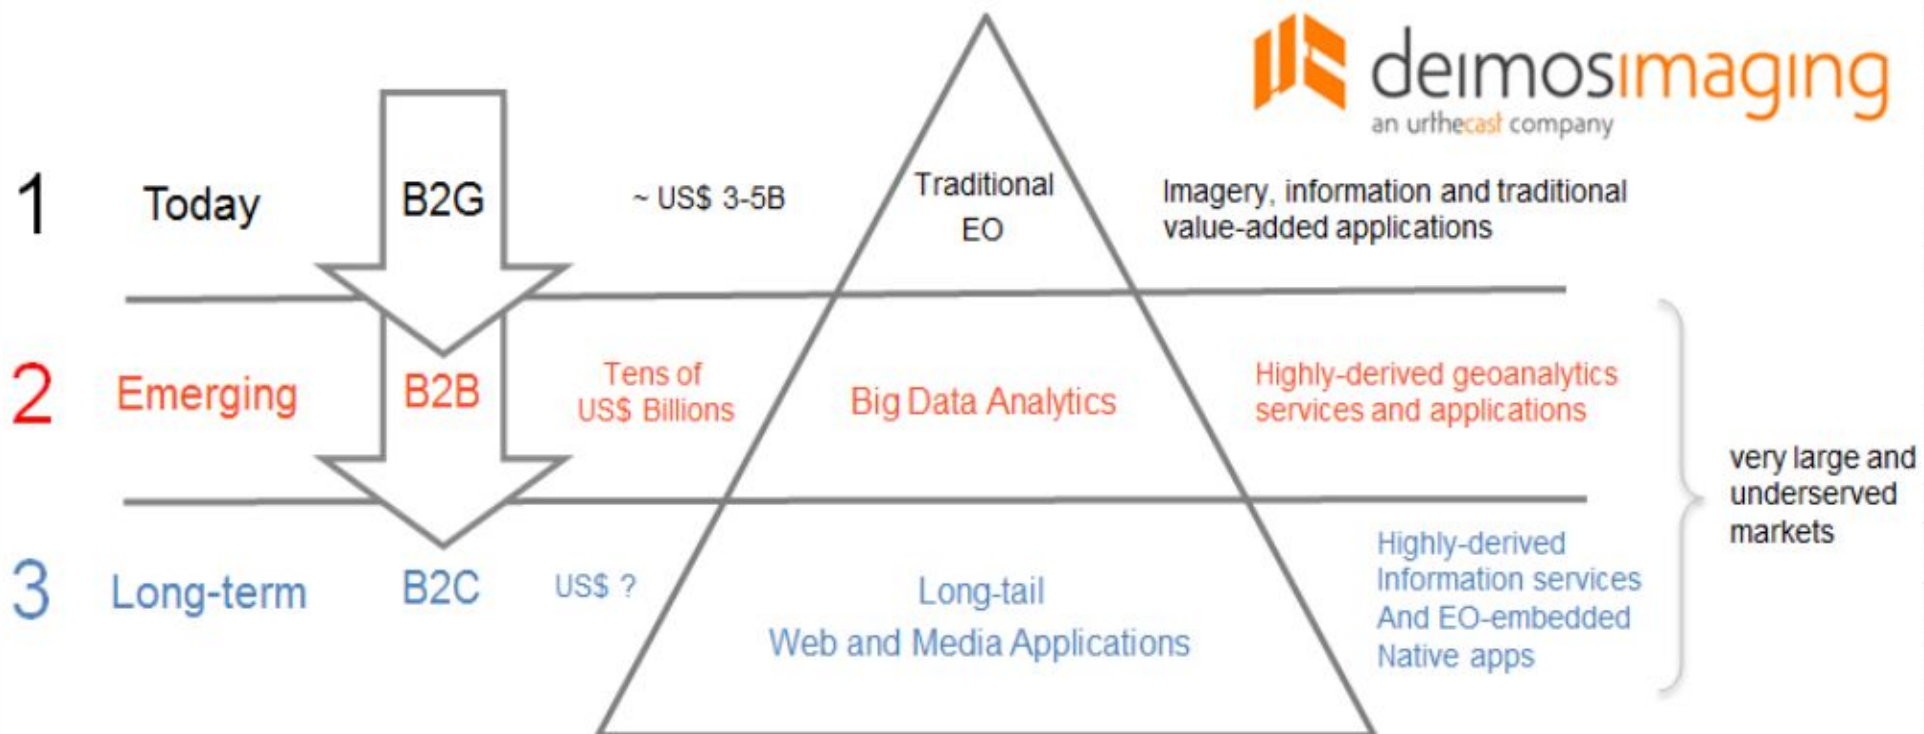 deimosimaging
an urthecast company
1
Today
B2G
~ US$ 3-5B
Traditional
EO
Imagery, information and traditional
value-added applications
2
Emerging
B2B
Tens of
US$ Billions
Big Data Analytics
Highly-derived geoanalytics
services and applications
very large and
underserved
markets
3
Long-term
B2C
US$ ?
Long-tail
Web and Media Applications
Highly-derived
Information services
And EO-embedded
Native apps